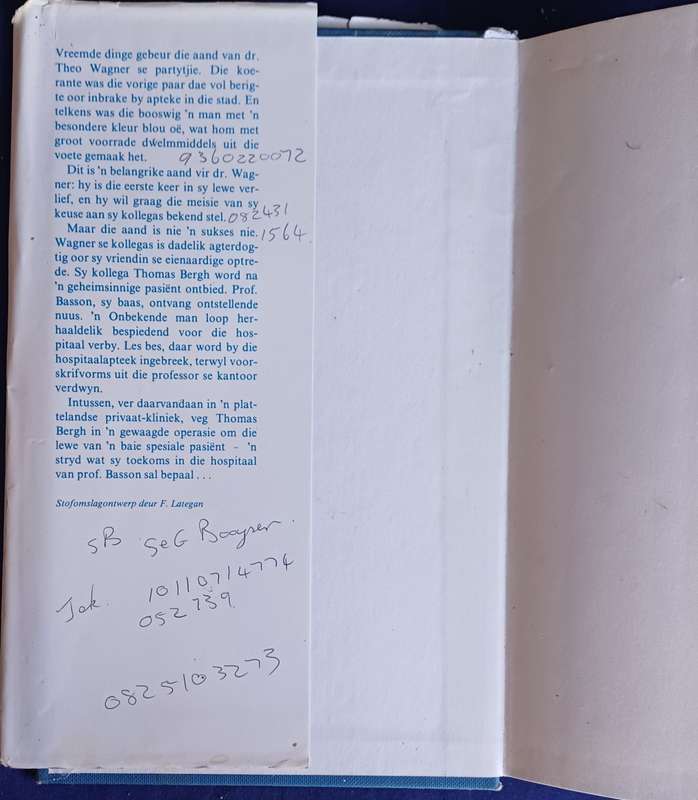 Vreemde dinge gebeur die aand van dr.
Theo Wagner se partytjie. Die koe-
rante was die vorige paar dae vol berig-
te oor inbrake by apteke in die stad. En
telkens was die booswig 'n man met 'n
besondere kleur blou oë, wat hom met
groot voorrade dwelmmiddels uit die
voete gemaak het. 9360220072
Dit is 'n belangrike aand vir dr. Wag-
ner: hy is die eerste keer in sy lewe ver-
lief, en hy wil graag die meisie van sy
keuse aan sy kollegas bekend stel. 082431
Maar die aand is nie 'n sukses nie. 1564
Wagner se kollegas is dadelik agterdog-
tig oor sy vriendin se eienaardige optre-
de. Sy kollega Thomas Bergh word na
'n geheimsinnige pasiënt ontbied. Prof.
Basson, sy baas, ontvang ontstellende
nuus. 'n Onbekende man loop her-
haaldelik bespiedend voor die hos-
pitaal verby. Les bes, daar word by die
hospitaalapteek ingebreek, terwyl voor-
skrifvorms uit die professor se kantoor
verdwyn.
Intussen, ver daarvandaan in 'n plat-
telandse privaat-kliniek, veg Thomas
Bergh in 'n gewaagde operasie om die
lewe van 'n baie spesiale pasiënt – 'n
stryd wat sy toekoms in die hospitaal
van prof. Basson sal bepaal . . .
Stofomslagontwerp deur F. Lategan
SB SeG Booysen.
10110714774
052739
0825103273